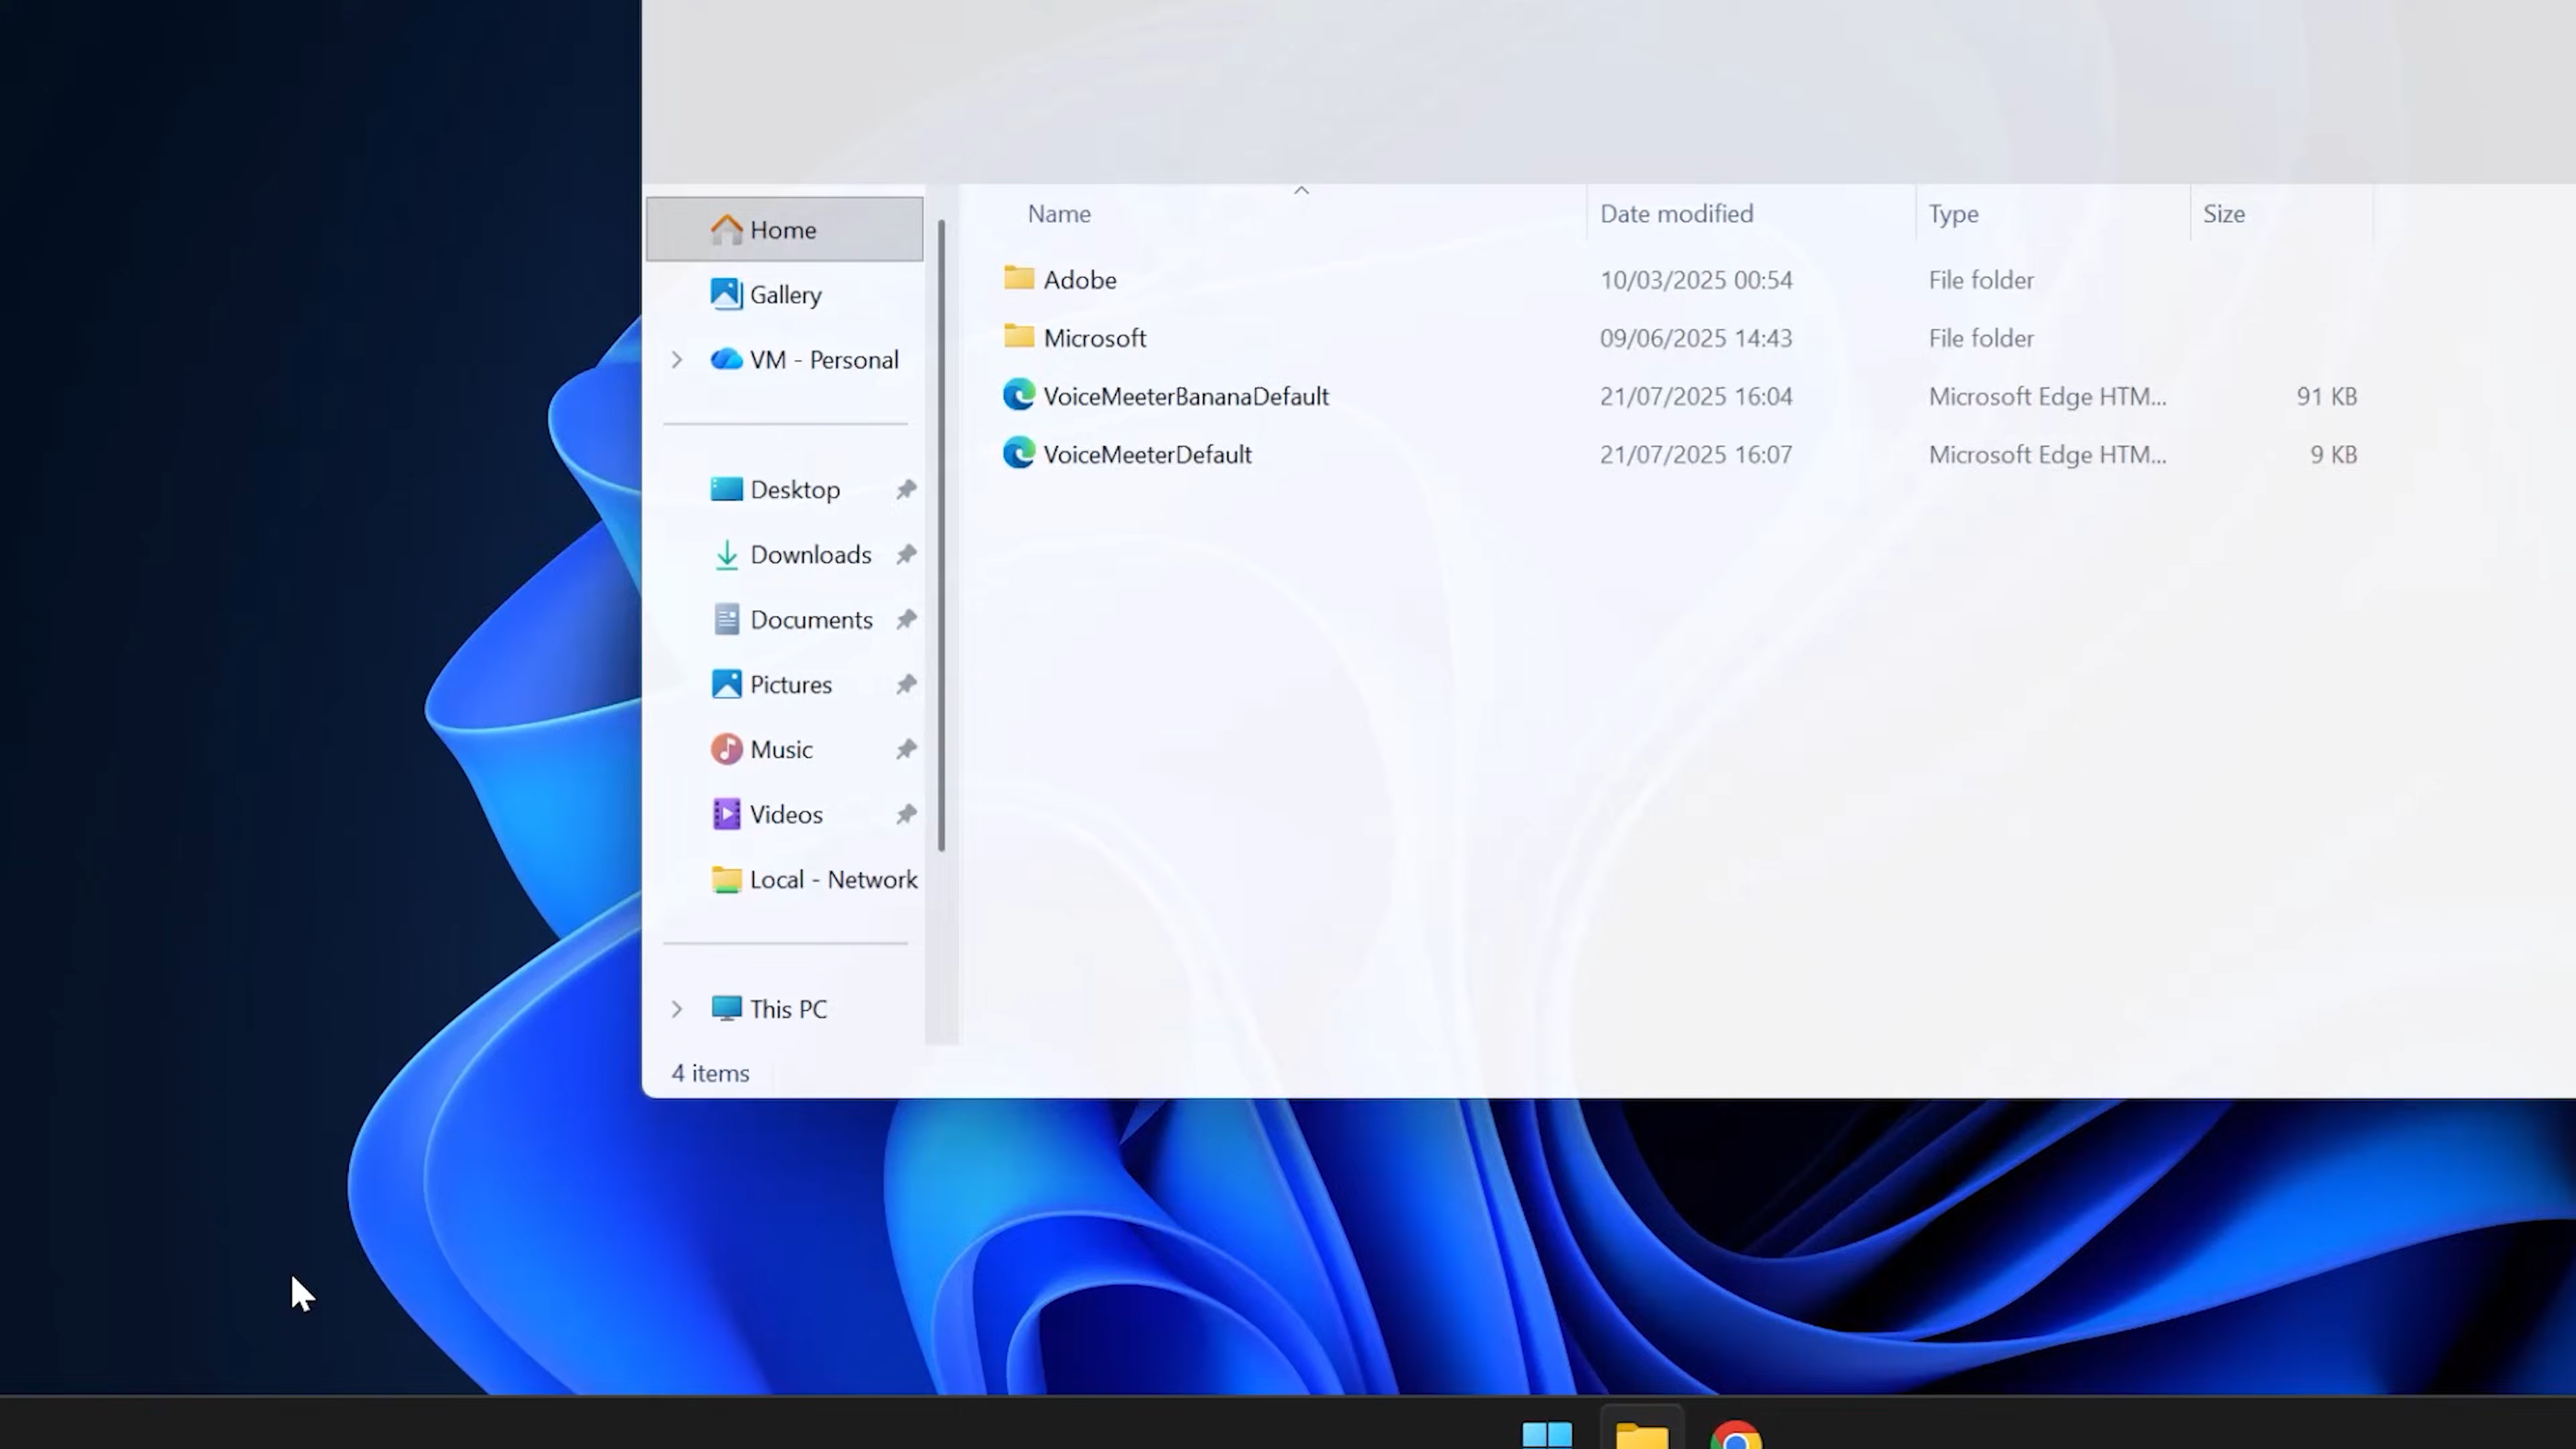 Name Date modified Type Size
Home
Gallery
VM - Personal
Desktop
Downloads
Documents
Pictures
Music
Videos
Local - Network
This PC
4 items
Adobe 10/03/2025 00:54 File folder
Microsoft 09/06/2025 14:43 File folder
VoiceMeeterBananaDefault 21/07/2025 16:04 Microsoft Edge HTM... 91 KB
VoiceMeeterDefault 21/07/2025 16:07 Microsoft Edge HTM... 9 KB